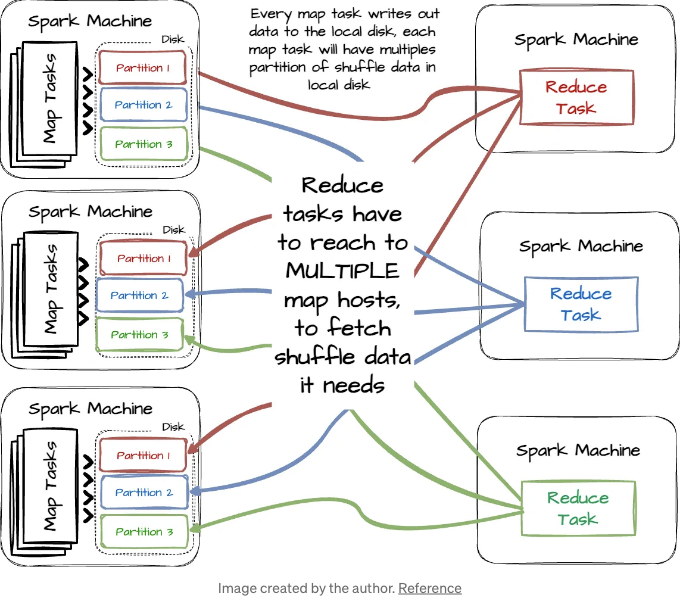 Spark Machine
Disk
Map Tasks
Partition 1
Partition 2
Partition 3
Every map task writes out
data to the local disk, each
map task will have multiples
partition of shuffle data in
local disk
Spark Machine
Reduce
Task
Spark Machine
Disk
Map Tasks
Partition 1
Partition 2
Partition 3
Reduce
tasks have
to reach to
MULTIPLE
map hosts,
to fetch
shuffle data
it needs
Spark Machine
Reduce
Task
Spark Machine
Disk
Map Tasks
Partition 1
Partition 2
Partition 3
Spark Machine
Reduce
Task
Image created by the author. Reference